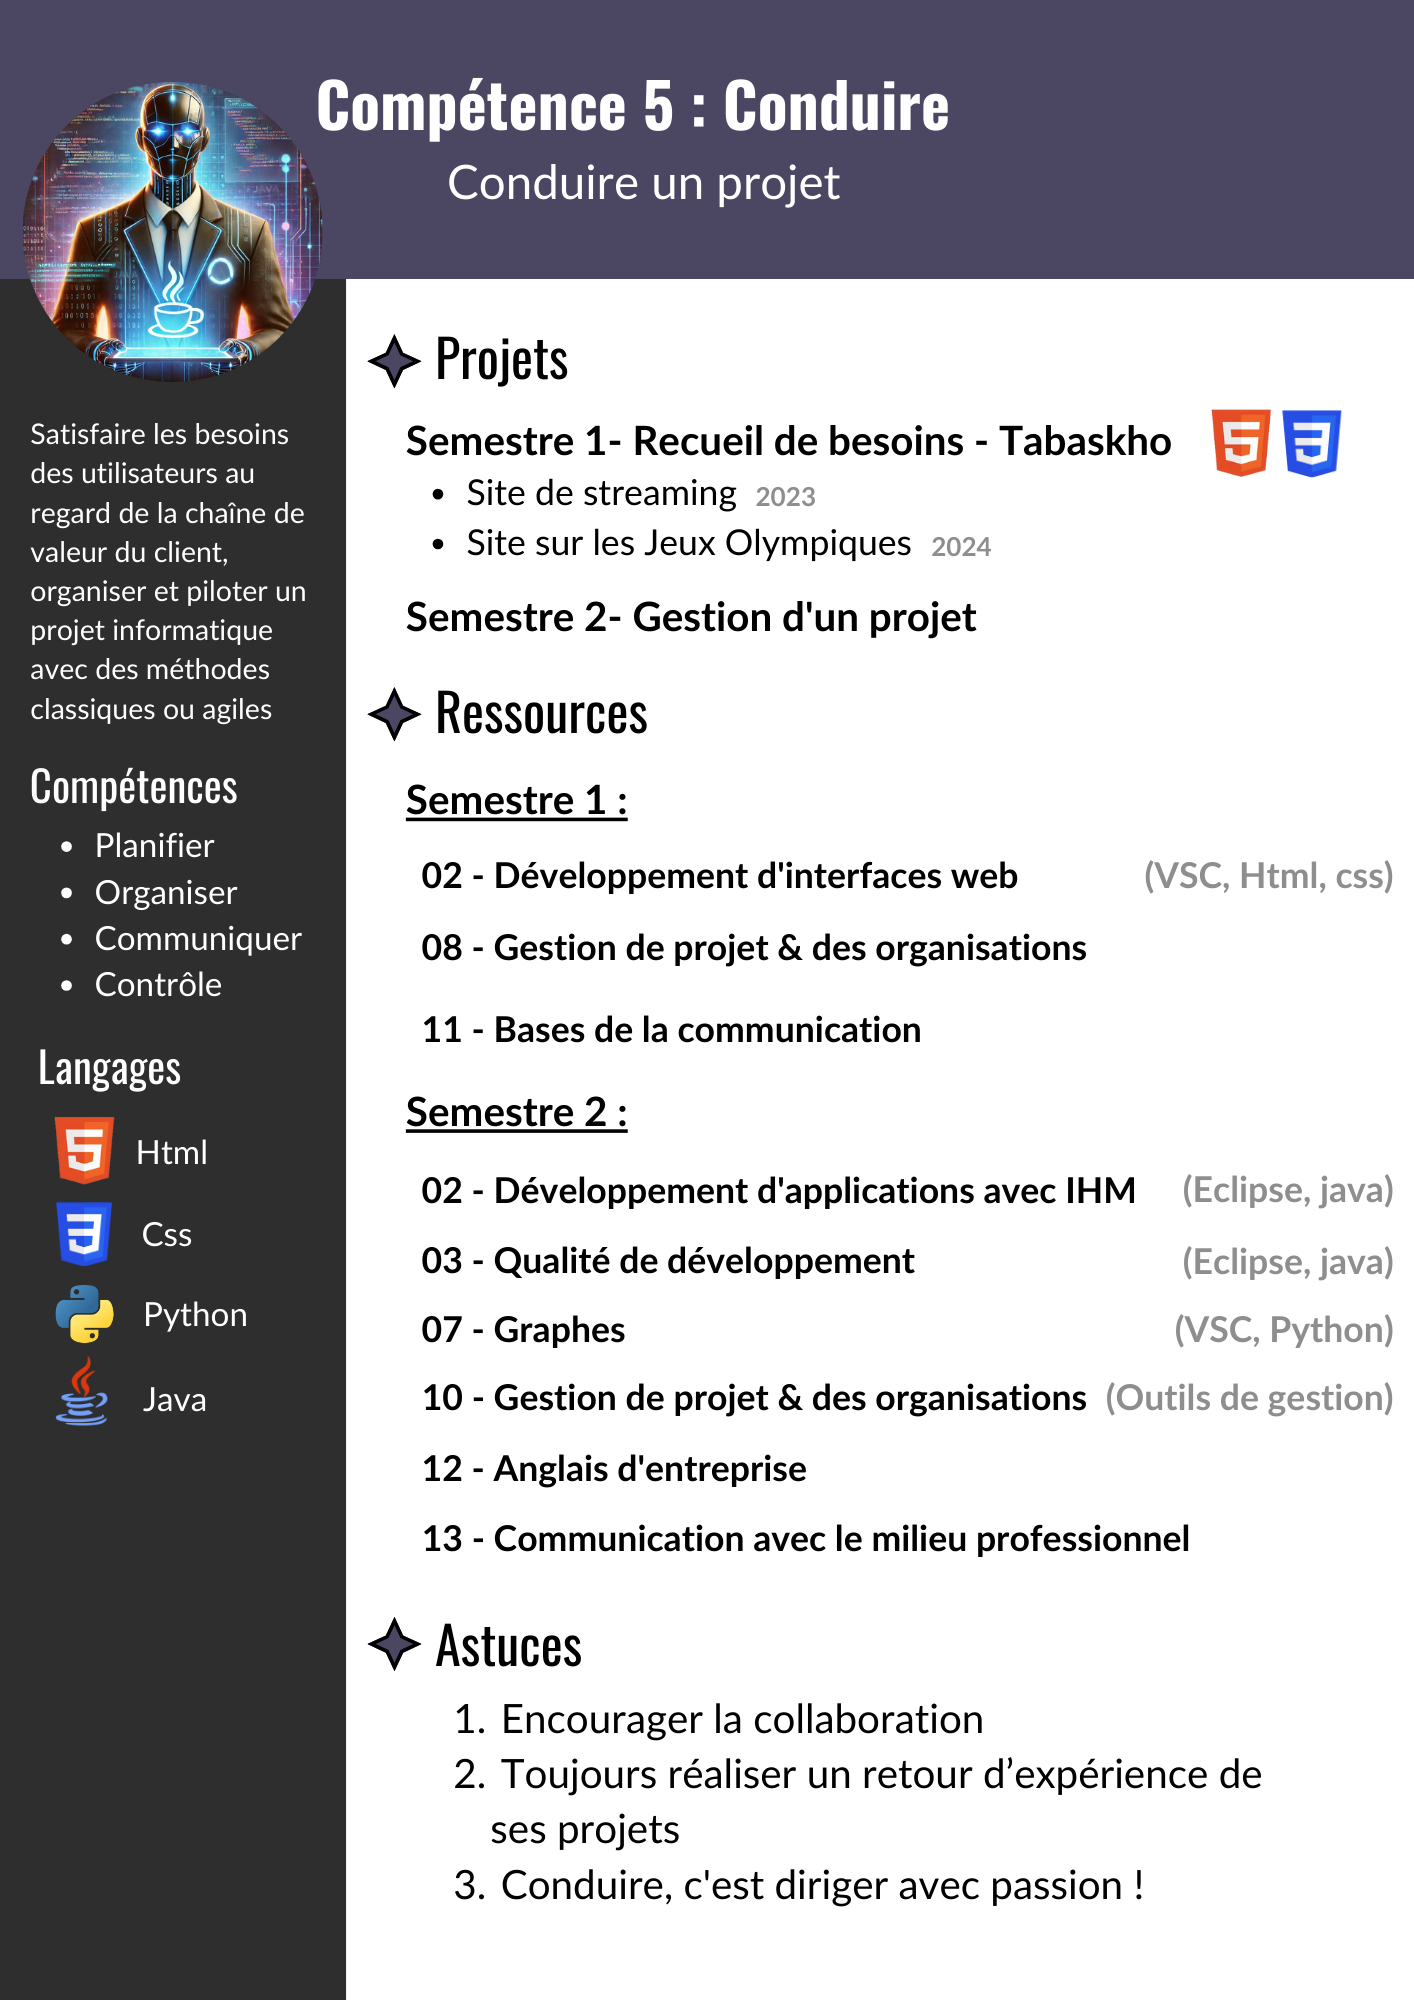 Compétence 5 : Conduire
Conduire un projet
Satisfaire les besoins
des utilisateurs au
regard de la chaîne de
valeur du client,
organiser et piloter un
projet informatique
avec des méthodes
classiques ou agiles
Compétences
• Planifier
• Organiser
• Communiquer
• Contrôle
Langages
Html
Css
Python
Java
Projets
Semestre 1- Recueil de besoins - Tabaskho
• Site de streaming 2023
• Site sur les Jeux Olympiques 2024
Semestre 2- Gestion d'un projet
Ressources
Semestre 1 :
02 - Développement d'interfaces web (VSC, Html, css)
08 - Gestion de projet & des organisations
11 - Bases de la communication
Semestre 2 :
02 - Développement d'applications avec IHM (Eclipse, java)
03 - Qualité de développement (Eclipse, java)
07 - Graphes (VSC, Python)
10 - Gestion de projet & des organisations (Outils de gestion)
12 - Anglais d'entreprise
13 - Communication avec le milieu professionnel
Astuces
1. Encourager la collaboration
2. Toujours réaliser un retour d’expérience de
ses projets
3. Conduire, c'est diriger avec passion !